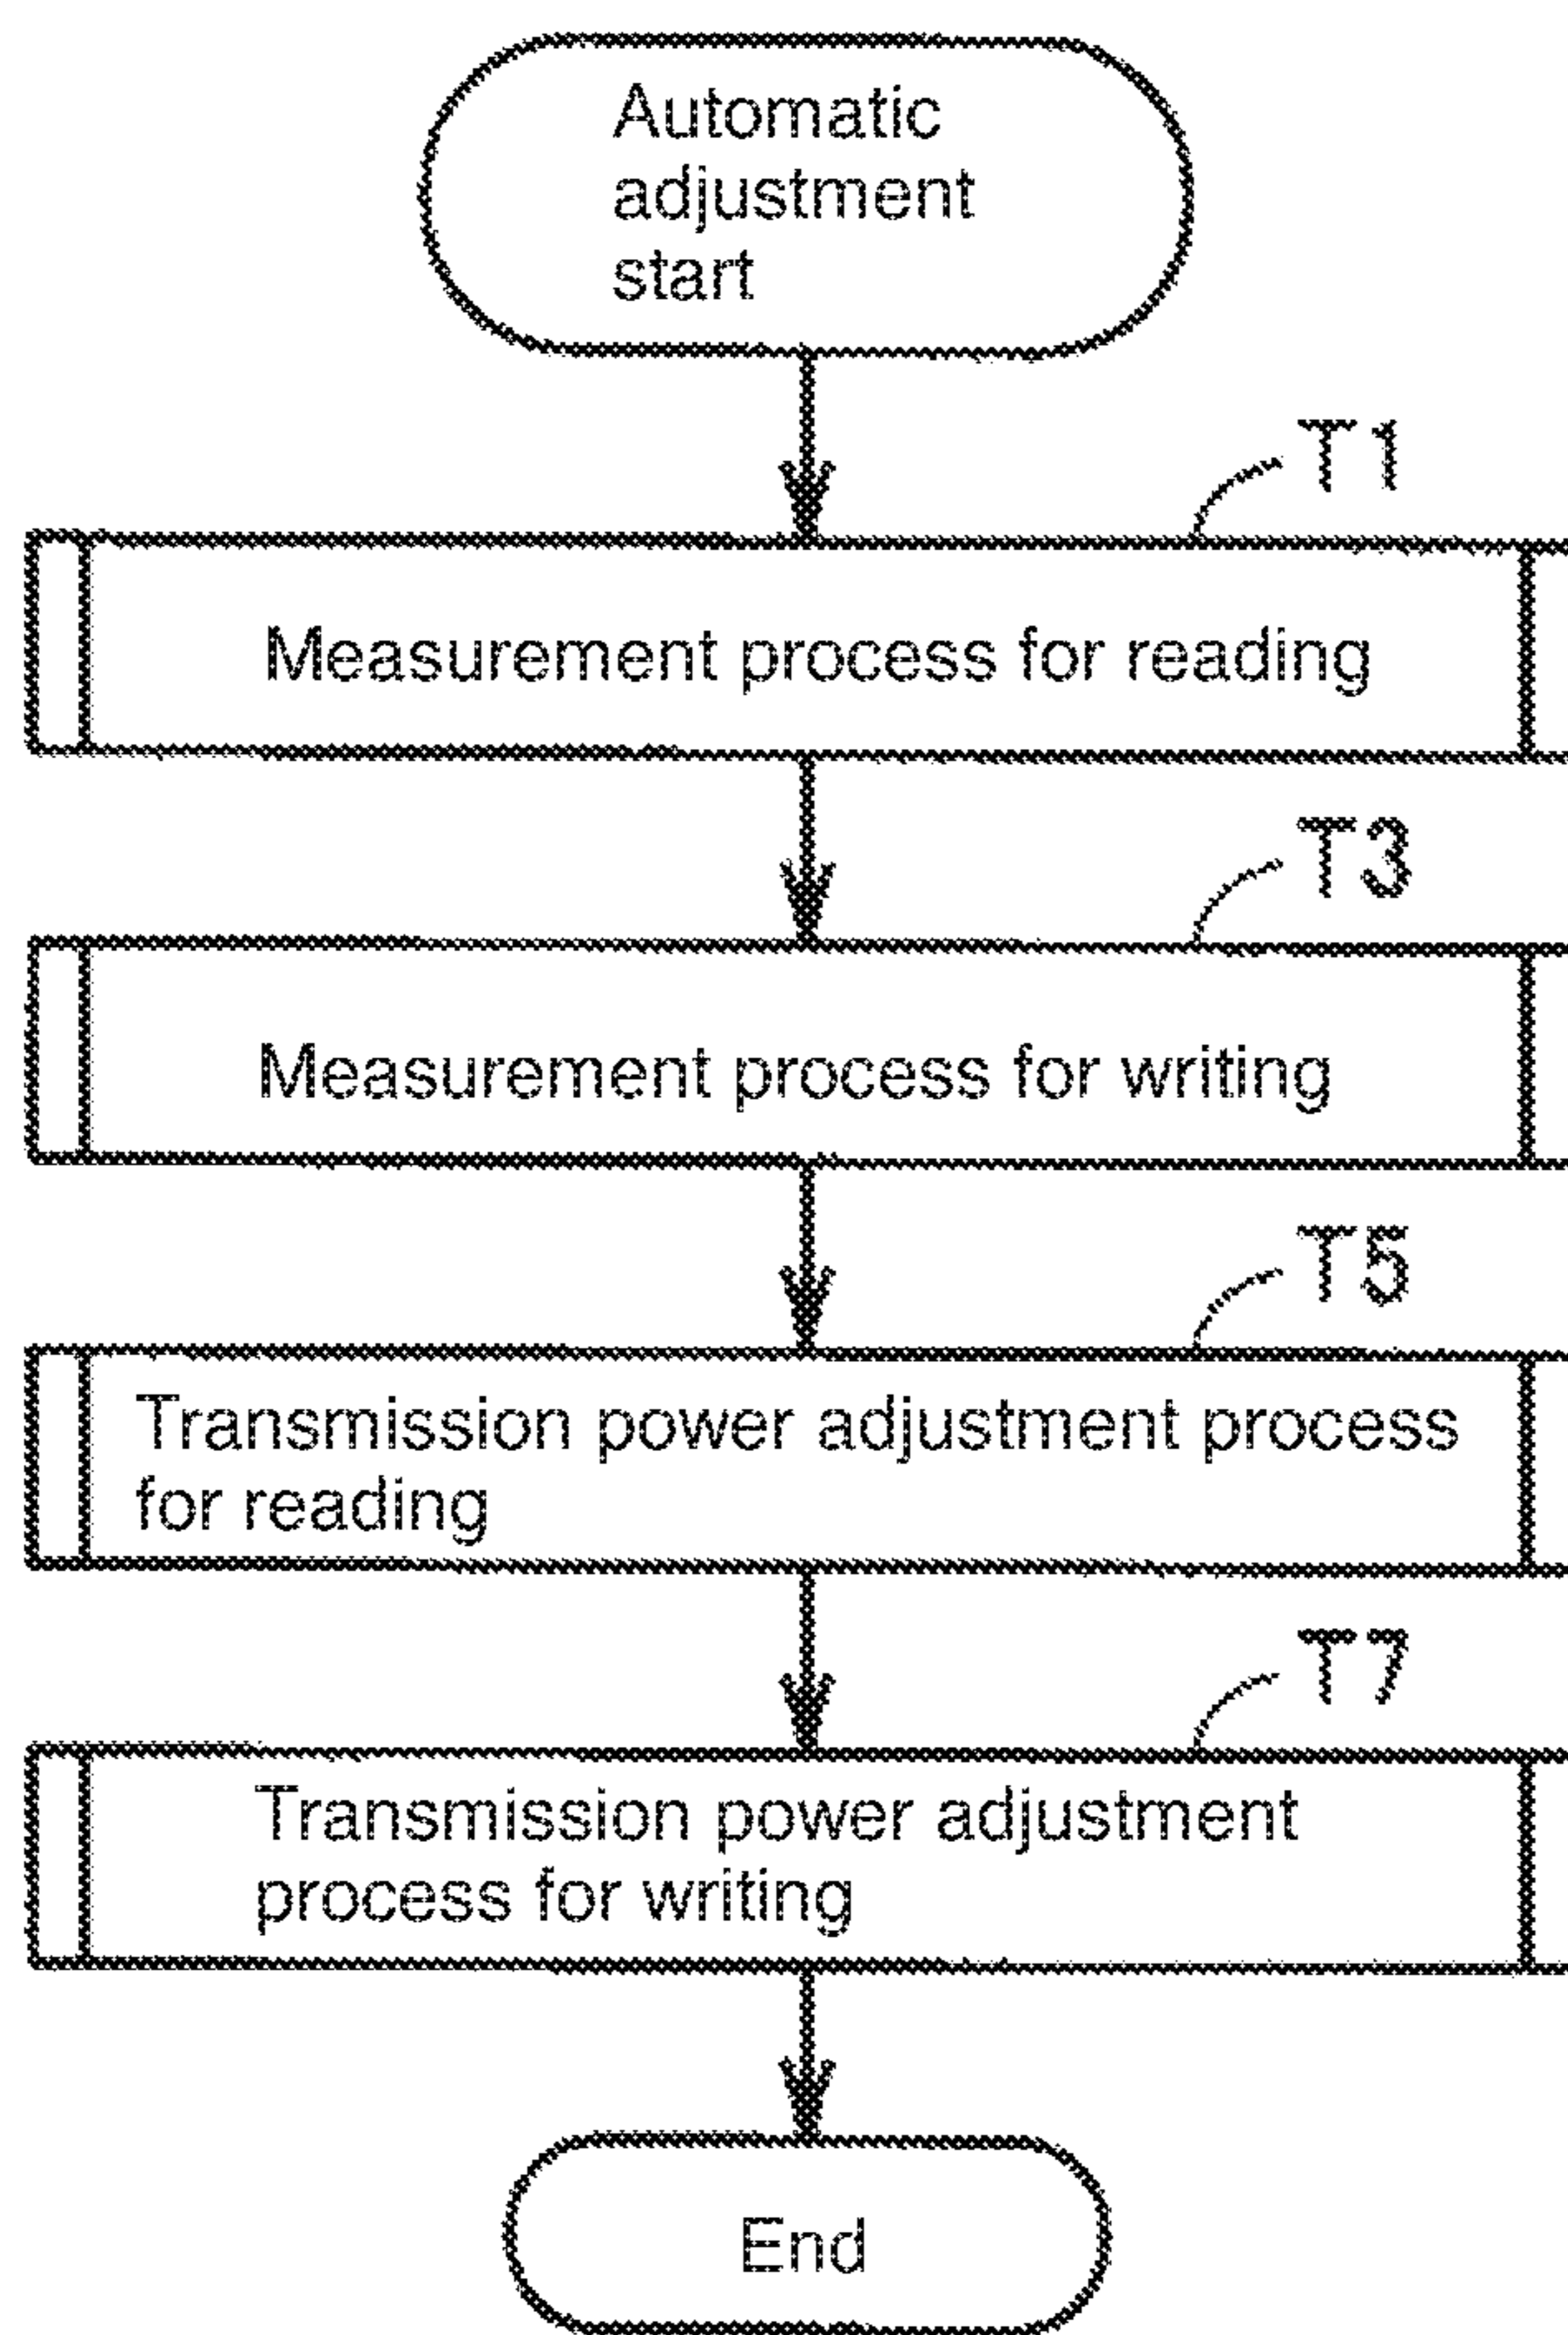 Automatic
adjustment
start
T1
Measurement process for reading
T3
Measurement process for writing
T5
Transmission power adjustment process
for reading
T7
Transmission power adjustment
process for writing
End